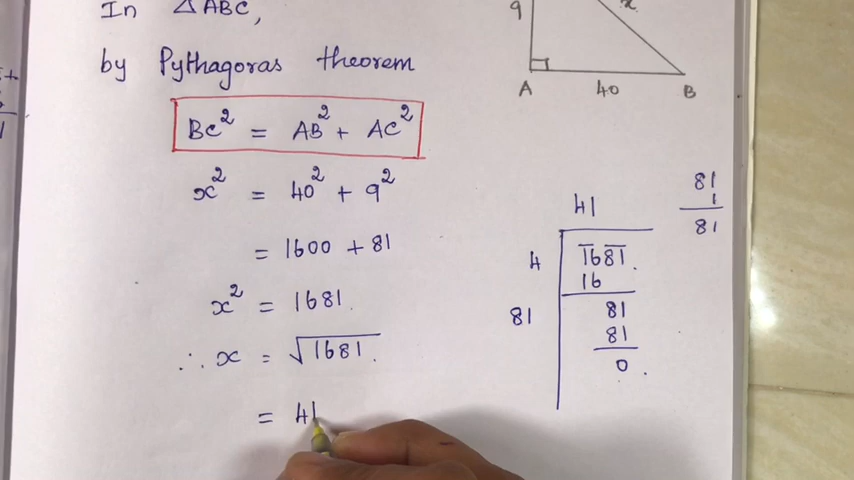 In △ABC,
by Pythagoras theorem
BC² = AB² + AC²
x² = 40² + 9²
= 1600 + 81
x² = 1681.
∴ x = √1681.
= 41
9
x
A
40
B
41
4
1681.
16
81
81
81
0.
81
1
81